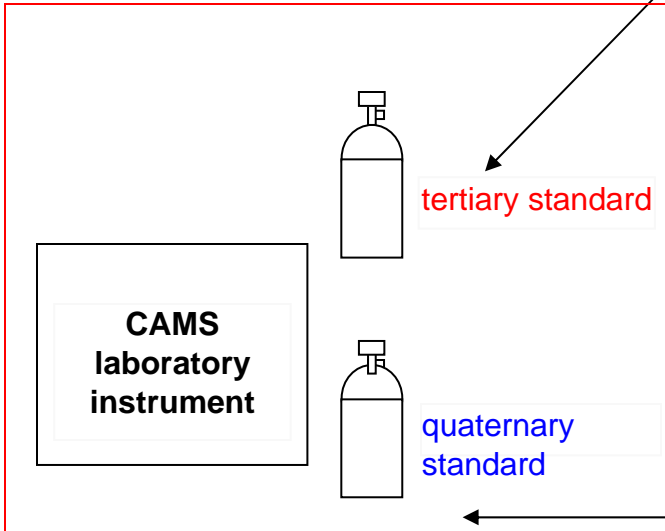 tertiary standard
CAMS
laboratory
instrument
quaternary
standard